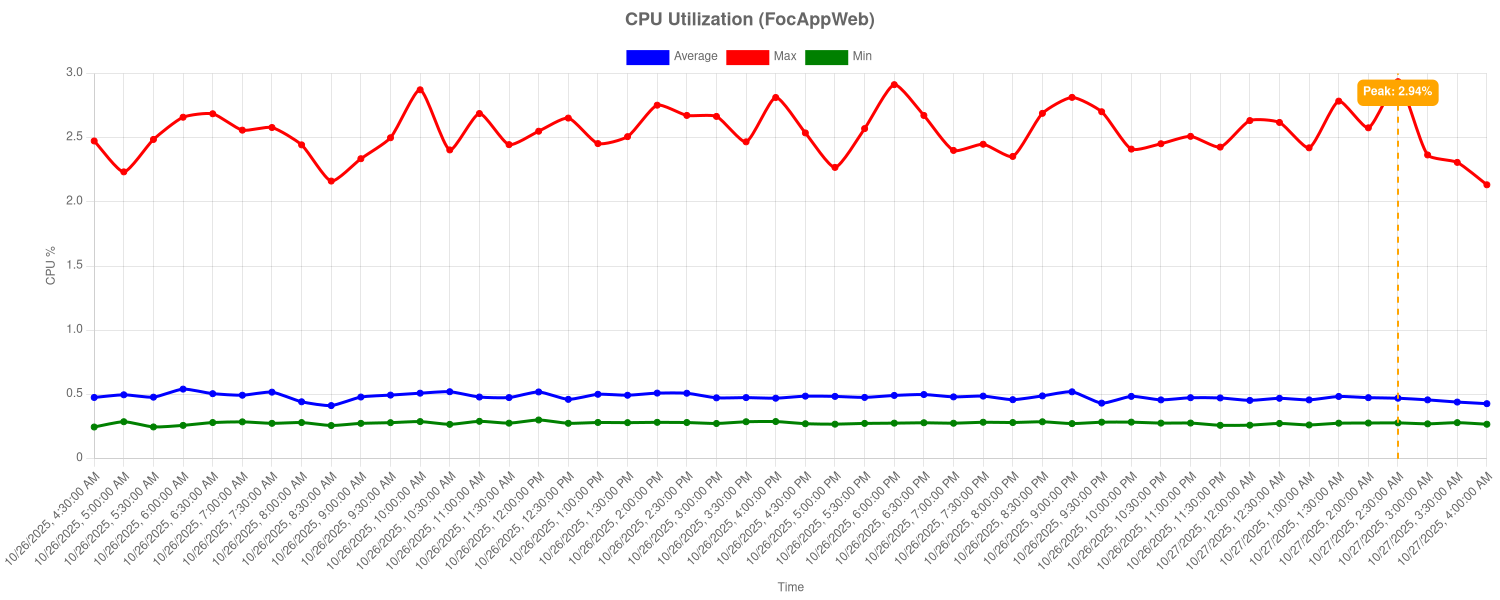 CPU Utilization (FocAppWeb)
Average Max Min
3.0
Peak: 2.94%
2.5
2.0
1.5
CPU %
1.0
0.5
0
10/26/2025, 4:30:00 AM
10/26/2025, 5:00:00 AM
10/26/2025, 5:30:00 AM
10/26/2025, 6:00:00 AM
10/26/2025, 6:30:00 AM
10/26/2025, 7:00:00 AM
10/26/2025, 7:30:00 AM
10/26/2025, 8:00:00 AM
10/26/2025, 8:30:00 AM
10/26/2025, 9:00:00 AM
10/26/2025, 9:30:00 AM
10/26/2025, 10:00:00 AM
10/26/2025, 10:30:00 AM
10/26/2025, 11:00:00 AM
10/26/2025, 11:30:00 AM
10/26/2025, 12:00:00 PM
10/26/2025, 12:30:00 PM
10/26/2025, 1:00:00 PM
10/26/2025, 1:30:00 PM
10/26/2025, 2:00:00 PM
10/26/2025, 2:30:00 PM
10/26/2025, 3:00:00 PM
10/26/2025, 3:30:00 PM
10/26/2025, 4:00:00 PM
10/26/2025, 4:30:00 PM
10/26/2025, 5:00:00 PM
10/26/2025, 5:30:00 PM
10/26/2025, 6:00:00 PM
10/26/2025, 6:30:00 PM
10/26/2025, 7:00:00 PM
10/26/2025, 7:30:00 PM
10/26/2025, 8:00:00 PM
10/26/2025, 8:30:00 PM
10/26/2025, 9:00:00 PM
10/26/2025, 9:30:00 PM
10/26/2025, 10:00:00 PM
10/26/2025, 10:30:00 PM
10/26/2025, 11:00:00 PM
10/26/2025, 11:30:00 PM
10/27/2025, 12:00:00 AM
10/27/2025, 12:30:00 AM
10/27/2025, 1:00:00 AM
10/27/2025, 1:30:00 AM
10/27/2025, 2:00:00 AM
10/27/2025, 2:30:00 AM
10/27/2025, 3:00:00 AM
10/27/2025, 3:30:00 AM
10/27/2025, 4:00:00 AM
Time